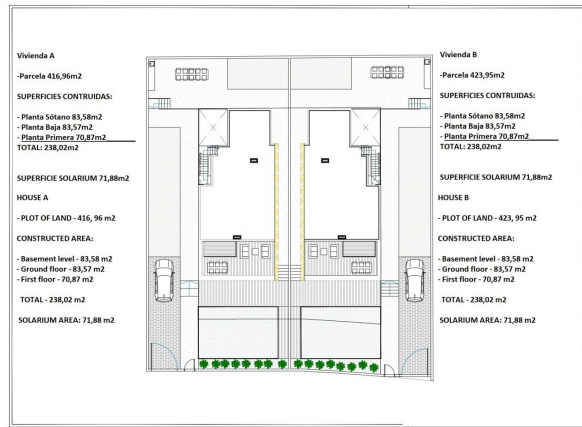 Vivienda A
-Parcela 416,96m2
SUPERFICIES CONTRUIDAS:
- Planta Sótano 83,58m2
- Planta Baja 83,57m2
- Planta Primera 70,87m2
TOTAL: 238,02m2
SUPERFICIE SOLARIUM 71,88m2
HOUSE A
- PLOT OF LAND - 416, 96 m2
CONSTRUCTED AREA:
- Basement level - 83,58 m2
- Ground floor - 83,57 m2
- First floor - 70,87 m2
TOTAL - 238,02 m2
SOLARIUM AREA: 71,88 m2
Vivienda B
-Parcela 423,95m2
SUPERFICIES CONTRUIDAS:
- Planta Sótano 83,58m2
- Planta Baja 83,57m2
- Planta Primera 70,87m2
TOTAL: 238,02m2
SUPERFICIE SOLARIUM 71,88m2
HOUSE B
- PLOT OF LAND - 423, 95 m2
CONSTRUCTED AREA:
- Basement level - 83,58 m2
- Ground floor - 83,57 m2
- First floor - 70,87 m2
TOTAL - 238,02 m2
SOLARIUM AREA: 71,88 m2